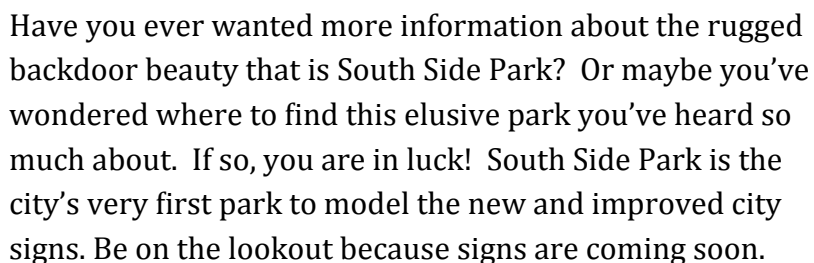 Have you ever wanted more information about the rugged
backdoor beauty that is South Side Park?  Or maybe you’ve
wondered where to find this elusive park you’ve heard so
much about.  If so, you are in luck!  South Side Park is the
city’s very first park to model the new and improved city
signs. Be on the lookout because signs are coming soon.